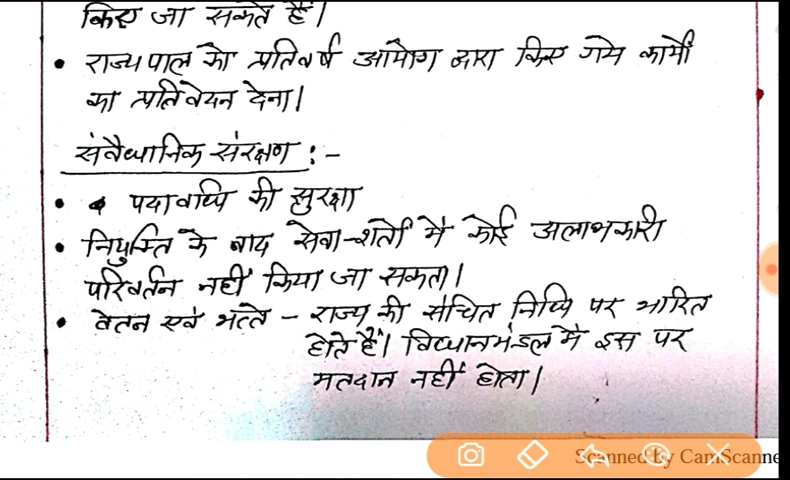 किए जा सकते हैं।
• राज्यपाल को प्रतिवर्ष आयोग द्वारा किए गये कार्यों
का प्रतिवेदन देना।
संवैधानिक संरक्षण :-
• पदावधि की सुरक्षा
• नियुक्ति के बाद सेवा-शर्तों में कोई अलाभकारी
परिवर्तन नहीं किया जा सकता।
• वेतन एवं भत्ते - राज्य की संचित निधि पर भारित
होते हैं। विधानमंडल में इस पर
मतदान नहीं होता।
Scanned by CamScanne